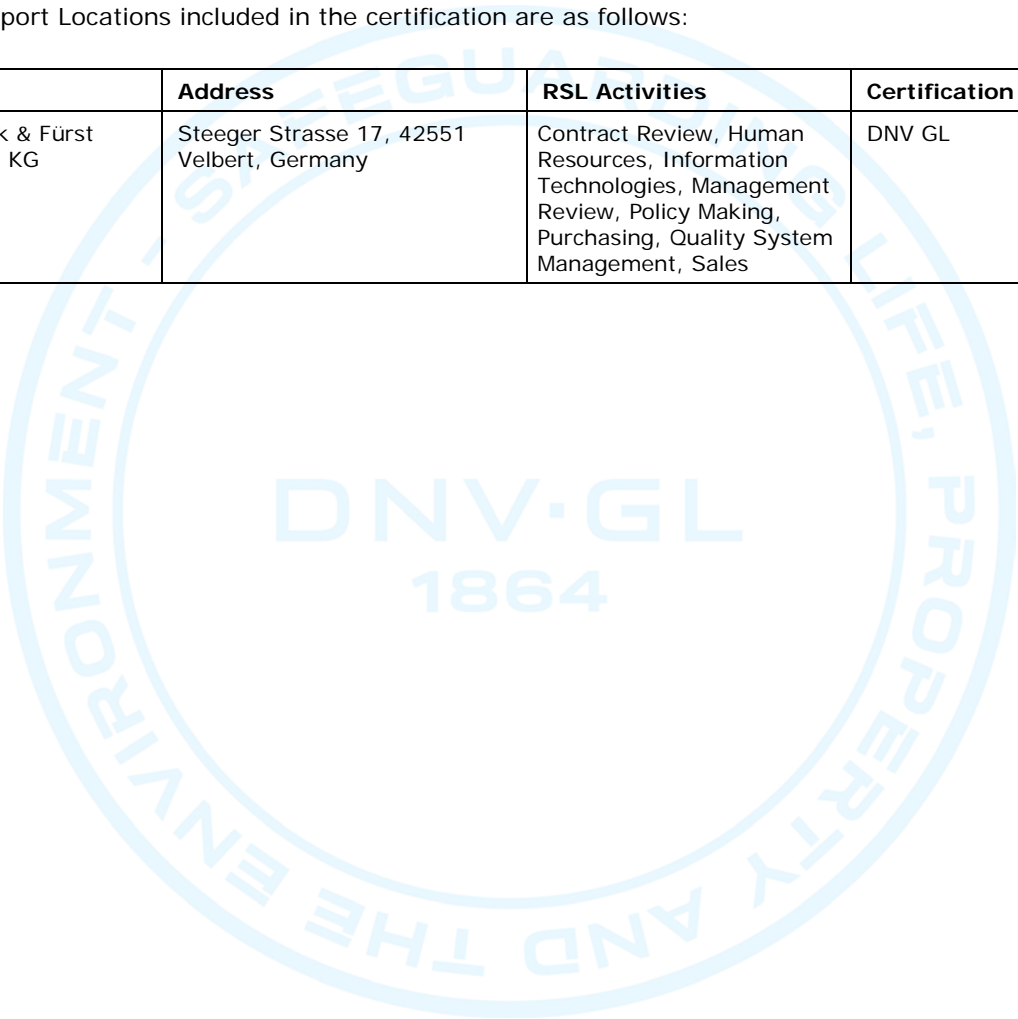 port Locations included in the certification are as follows:
Address RSL Activities Certification
k & Fürst Steeger Strasse 17, 42551 Contract Review, Human DNV GL
KG Velbert, Germany Resources, Information
Technologies, Management
Review, Policy Making,
Purchasing, Quality System
Management, Sales
SAFEGUARDING LIFE, PROPERTY AND THE ENVIRONMENT -
DNV·GL
1864